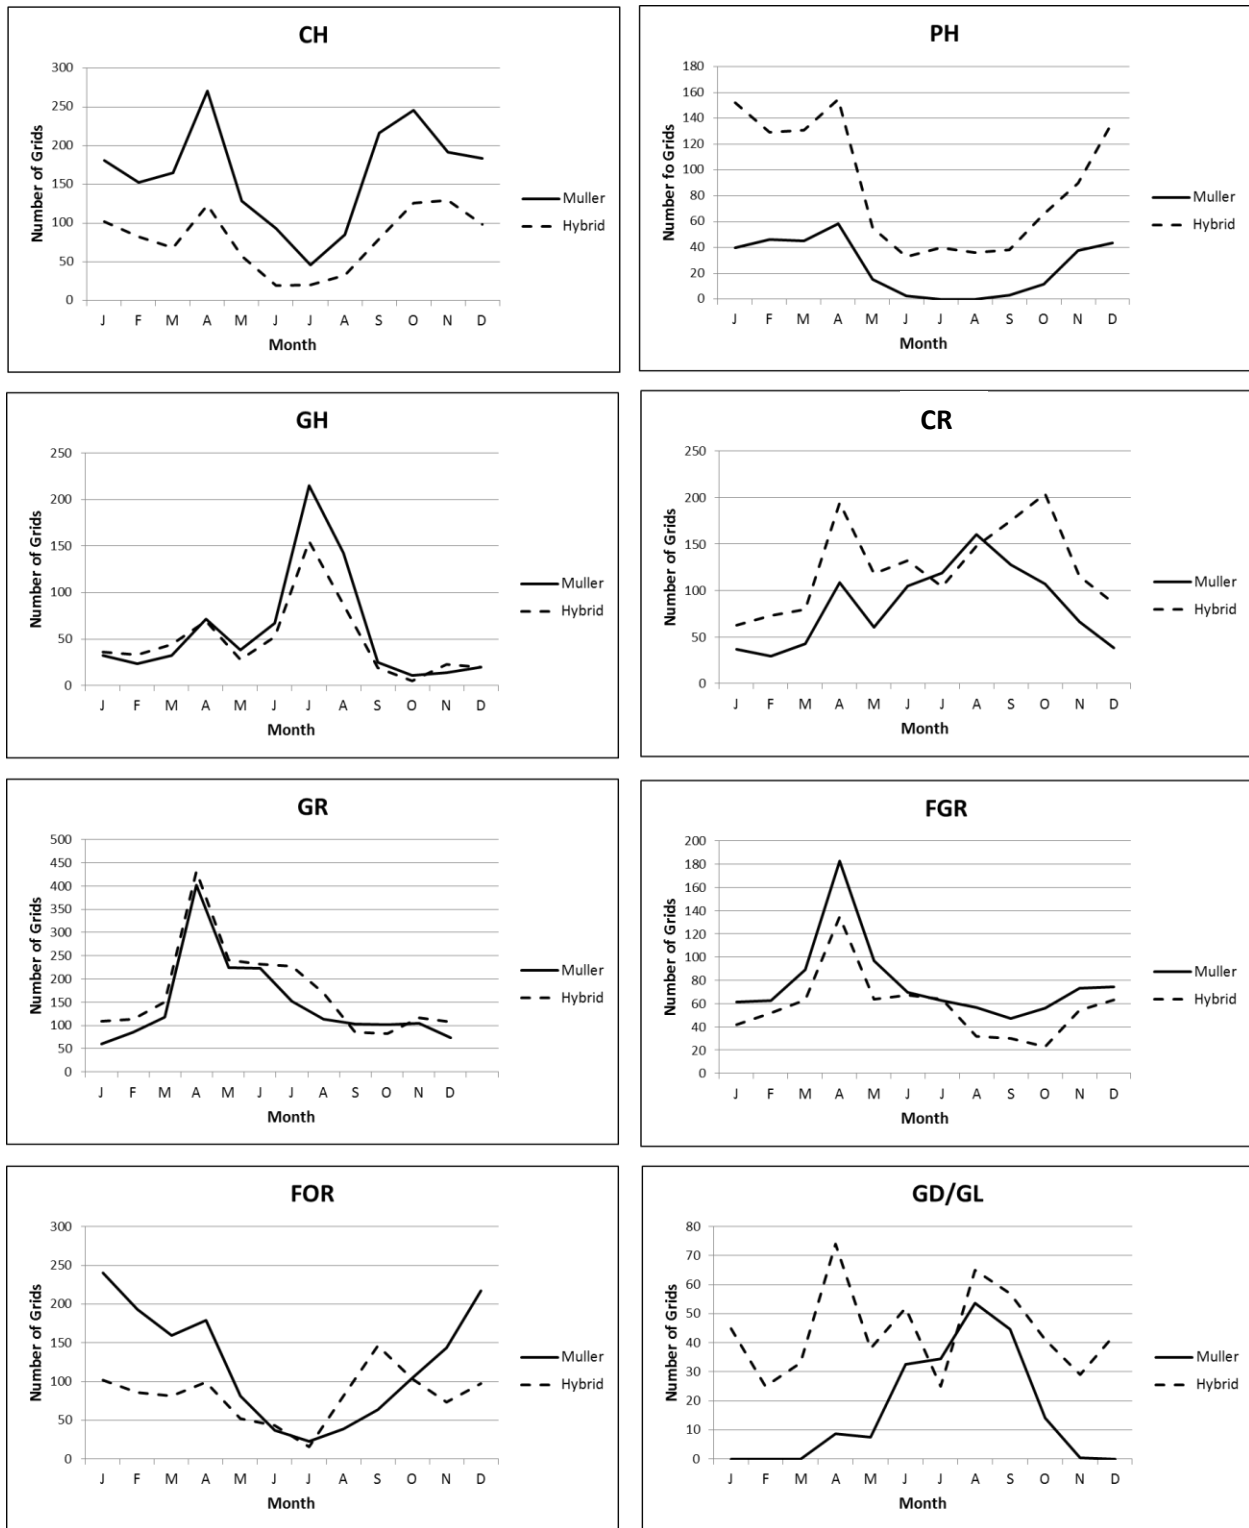 CH
300
250
200
150
100
50
0
Number of Grids
J F M A M J J A S O N D
Month
Muller
Hybrid
PH
180
160
140
120
100
80
60
40
20
0
Number fo Grids
J F M A M J J A S O N D
Month
Muller
Hybrid
GH
250
200
150
100
50
0
Number of Grids
J F M A M J J A S O N D
Month
Muller
Hybrid
CR
250
200
150
100
50
0
Number of Grids
J F M A M J J A S O N D
Month
Muller
Hybrid
GR
500
450
400
350
300
250
200
150
100
50
0
Number of Grids
J F M A M J J A S O N D
Month
Muller
Hybrid
FGR
200
180
160
140
120
100
80
60
40
20
0
Number of Grids
J F M A M J J A S O N D
Month
Muller
Hybrid
FOR
300
250
200
150
100
50
0
Number of Grids
J F M A M J J A S O N D
Month
Muller
Hybrid
GD/GL
80
70
60
50
40
30
20
10
0
Number of Grids
J F M A M J J A S O N D
Month
Muller
Hybrid